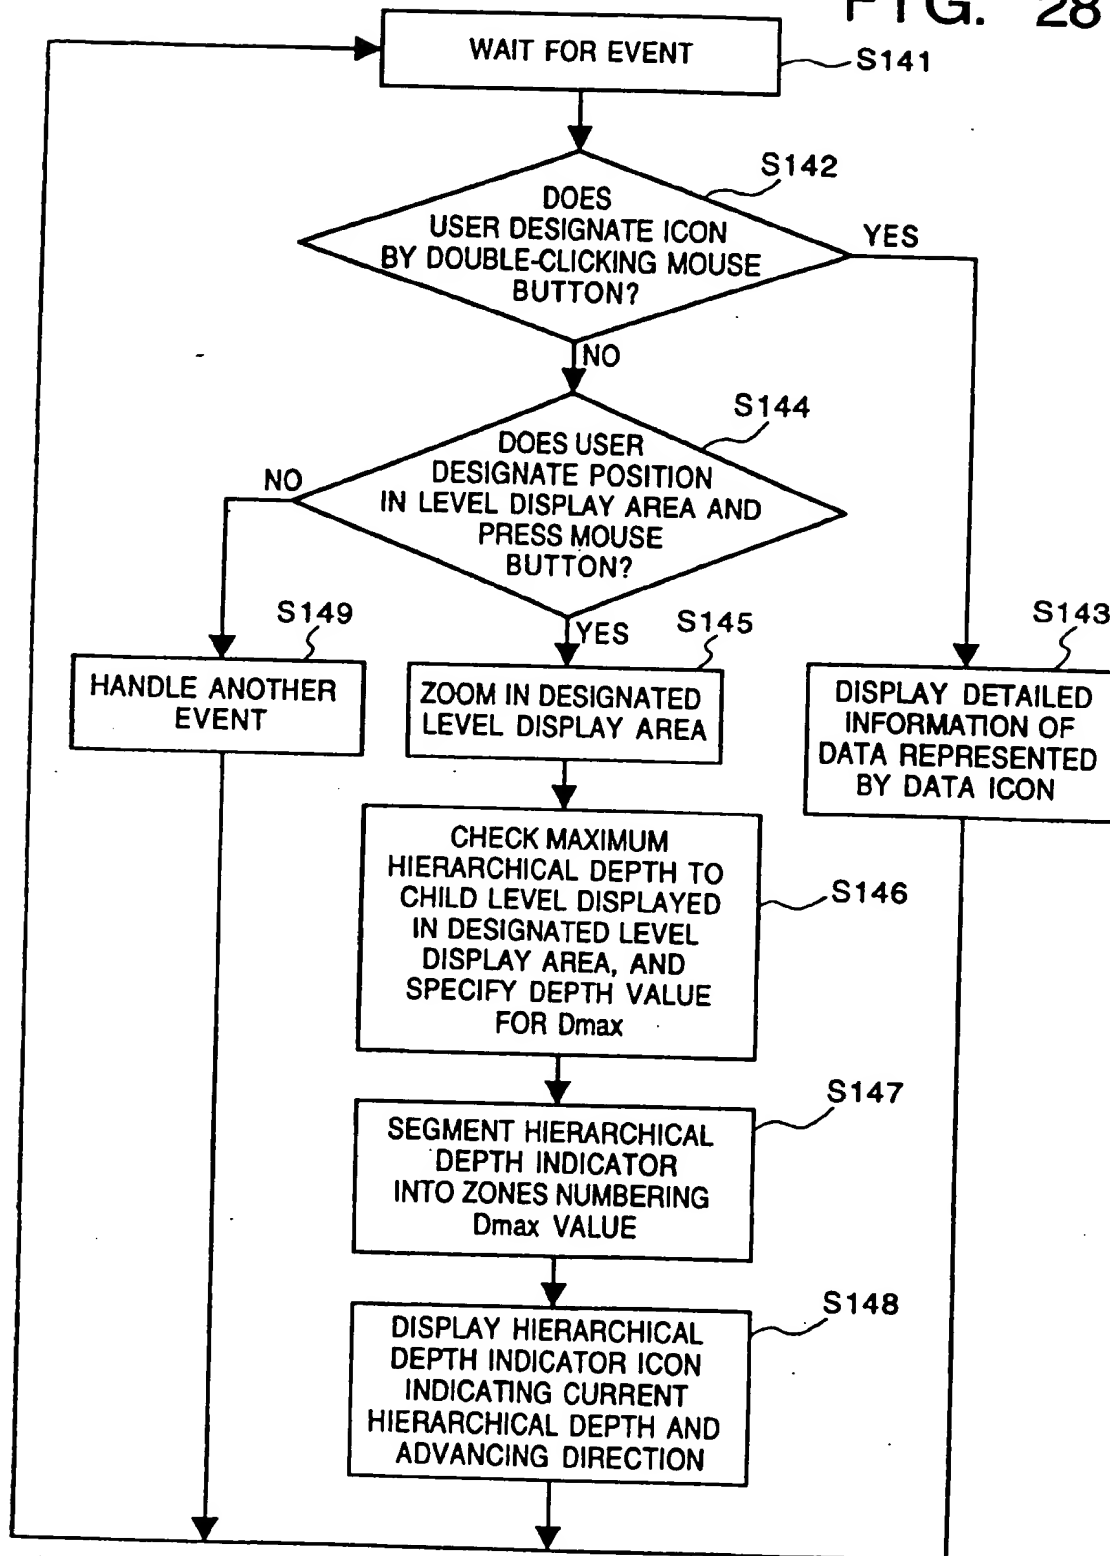 FIG. 28
WAIT FOR EVENT
S141
S142
DOES
USER DESIGNATE ICON
BY DOUBLE-CLICKING MOUSE
BUTTON?
YES
NO
S144
DOES USER
DESIGNATE POSITION
IN LEVEL DISPLAY AREA AND
PRESS MOUSE
BUTTON?
NO
YES
S149
HANDLE ANOTHER
EVENT
S145
ZOOM IN DESIGNATED
LEVEL DISPLAY AREA
S143
DISPLAY DETAILED
INFORMATION OF
DATA REPRESENTED
BY DATA ICON
CHECK MAXIMUM
HIERARCHICAL DEPTH TO
CHILD LEVEL DISPLAYED
IN DESIGNATED LEVEL
DISPLAY AREA, AND
SPECIFY DEPTH VALUE
FOR Dmax
S146
S147
SEGMENT HIERARCHICAL
DEPTH INDICATOR
INTO ZONES NUMBERING
Dmax VALUE
S148
DISPLAY HIERARCHICAL
DEPTH INDICATOR ICON
INDICATING CURRENT
HIERARCHICAL DEPTH AND
ADVANCING DIRECTION